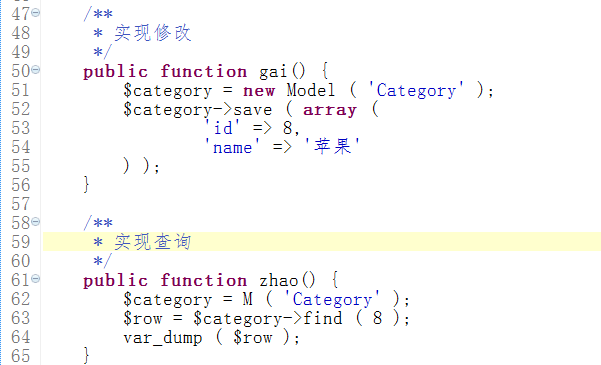 47 /**
48 * 实现修改
49 */
50 public function gai() {
51 $category = new Model ( 'Category' );
52 $category->save ( array (
53 'id' => 8,
54 'name' => '苹果'
55 ) );
56 }
57
58 /**
59 * 实现查询
60 */
61 public function zhao() {
62 $category = M ( 'Category' );
63 $row = $category->find ( 8 );
64 var_dump ( $row );
65 }